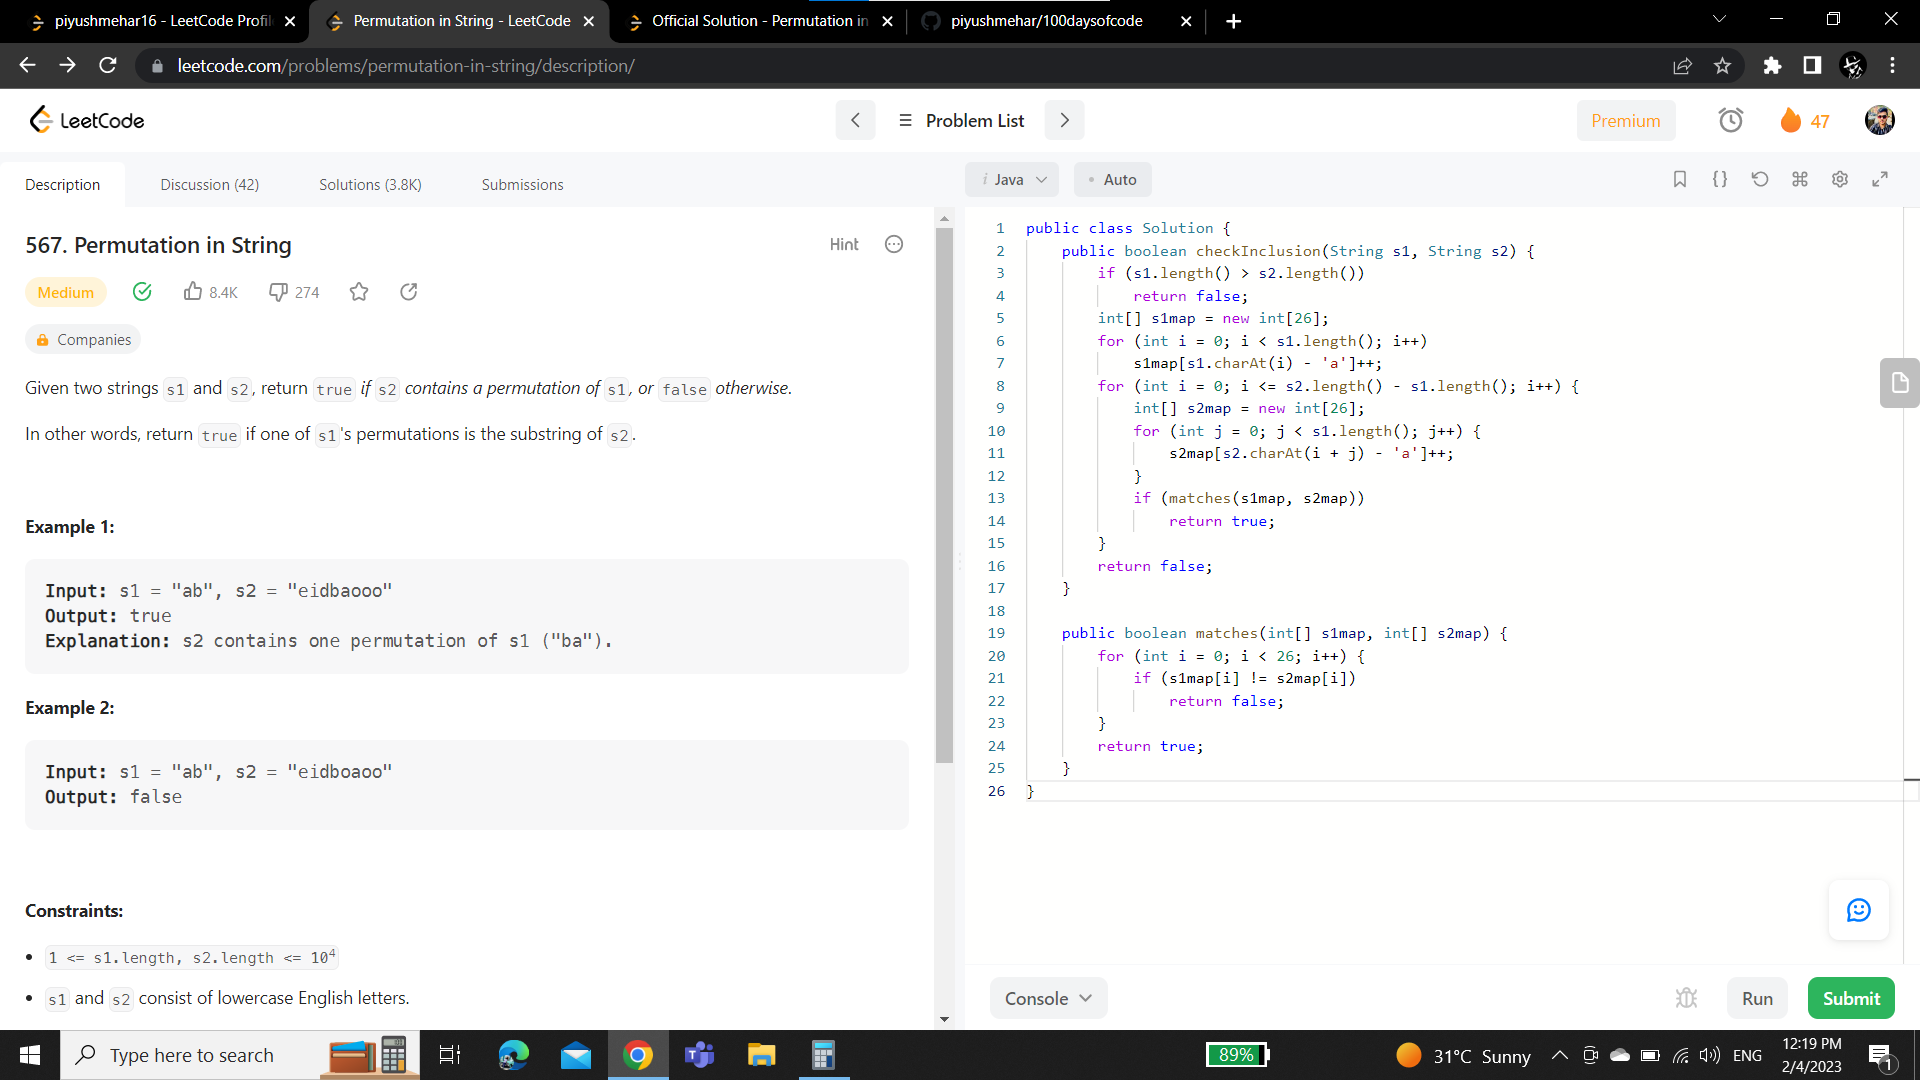 piyushmehar16 - LeetCode Profil
Permutation in String - LeetCode
Official Solution - Permutation in
piyushmehar/100daysofcode
leetcode.com/problems/permutation-in-string/description/
LeetCode
Problem List
Premium
47
Description
Discussion (42)
Solutions (3.8K)
Submissions
567. Permutation in String
Hint
Medium
8.4K
274
Companies
Given two strings s1 and s2, return true if s2 contains a permutation of s1, or false otherwise.
In other words, return true if one of s1's permutations is the substring of s2.
Example 1:
Input: s1 = "ab", s2 = "eidbaooo"
Output: true
Explanation: s2 contains one permutation of s1 ("ba").
Example 2:
Input: s1 = "ab", s2 = "eidboaoo"
Output: false
Constraints:
• 1 <= s1.length, s2.length <= 10⁴
• s1 and s2 consist of lowercase English letters.
i Java
• Auto
1 public class Solution {
2     public boolean checkInclusion(String s1, String s2) {
3         if (s1.length() > s2.length())
4             return false;
5         int[] s1map = new int[26];
6         for (int i = 0; i < s1.length(); i++)
7             s1map[s1.charAt(i) - 'a']++;
8         for (int i = 0; i <= s2.length() - s1.length(); i++) {
9             int[] s2map = new int[26];
10             for (int j = 0; j < s1.length(); j++) {
11                 s2map[s2.charAt(i + j) - 'a']++;
12             }
13             if (matches(s1map, s2map))
14                 return true;
15         }
16         return false;
17     }
18
19     public boolean matches(int[] s1map, int[] s2map) {
20         for (int i = 0; i < 26; i++) {
21             if (s1map[i] != s2map[i])
22                 return false;
23         }
24         return true;
25     }
26 }
Console
Run
Submit
Type here to search
89%
31°C Sunny
ENG
12:19 PM
2/4/2023
1